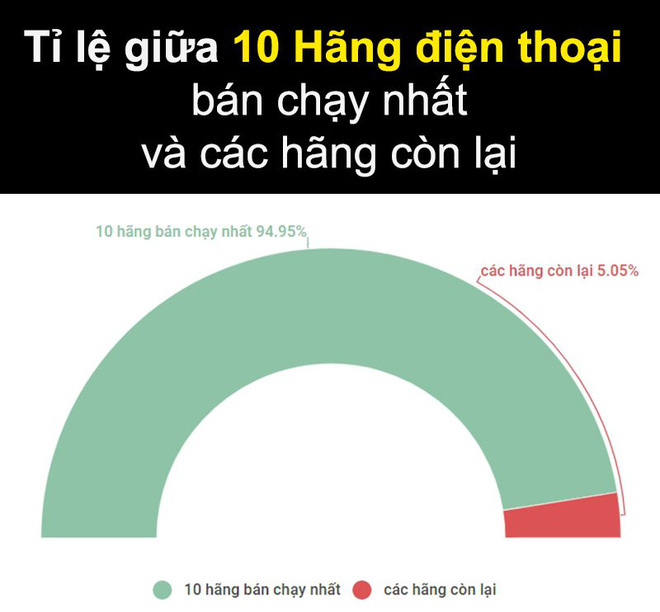 Tỉ lệ giữa 10 Hãng điện thoại
bán chạy nhất
và các hãng còn lại
10 hãng bán chạy nhất 94.95%
các hãng còn lại 5.05%
10 hãng bán chạy nhất
các hãng còn lại